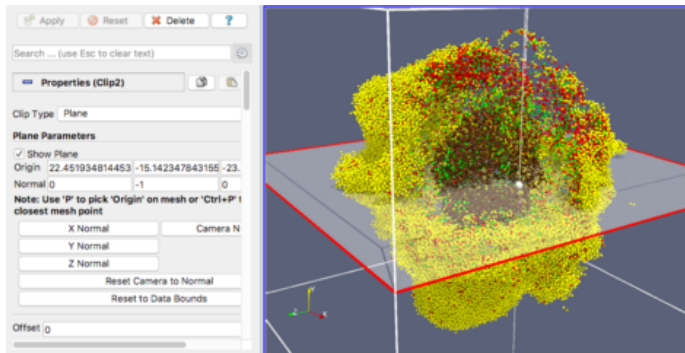 Apply Reset Delete ?
Search ... (use Esc to clear text)
Properties (Clip2)
Clip Type Plane
Plane Parameters
Show Plane
Origin 22.451934814453 -15.142347843155 -23.
Normal 0 -1 0
Note: Use 'P' to pick 'Origin' on mesh or 'Ctrl+P'
closest mesh point
X Normal Camera N
Y Normal
Z Normal
Reset Camera to Normal
Reset to Data Bounds
Offset 0
Y
Z X